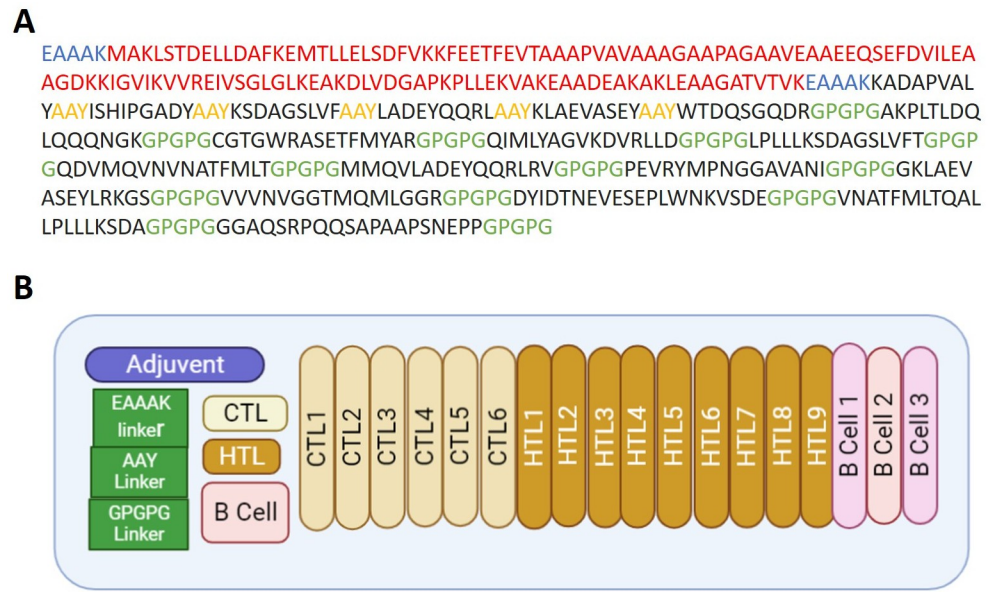 A
EAAAKMAKLSTDELLDAFKEMTLLELSDFVKKFEETFEVTAAAPVAVAAAGAAPAGAAVEAAEEQSEFDVILEA
AGDKKIGVIKVVREIVSGLGLKEAKDLVDGAPKPLLEKVAKEAADEAKAKLEAAGATVTVKEAAAKKADAPVAL
YAAYISHIPGADYAAYKSDAGSLVFAAYLADEYQQRLAAYKLAEVASEYAAYWTDQSGQDRGPGPGAKPLTLDQ
LQQQNGKGPGPGCGTGWRASETFMYARGPGPGQIMLYAGVKDVRLLDGPGPGLPLLLKSDAGSLVFTGPGP
GQDVMQVNVNATFMLTGPGPGMMQVLADEYQQRLRVGPGPGPEVRYMPNGGAVANIGPGPGGKLAEV
ASEYLRKGSGPGPGVVVNVGGTMQMLGGRGPGPGDYIDTNEVESEPLWNKVSDEGPGPGVNATFMLTQAL
LPLLLKSDAGPGPGGGAQSRPQQSAPAAPSNEPPGPGPG
B
Adjuvent
EAAAK
linker
AAY
Linker
GPGPG
Linker
CTL
HTL
B Cell
CTL1
CTL2
CTL3
CTL4
CTL5
CTL6
HTL1
HTL2
HTL3
HTL4
HTL5
HTL6
HTL7
HTL8
HTL9
B Cell 1
B Cell 2
B Cell 3